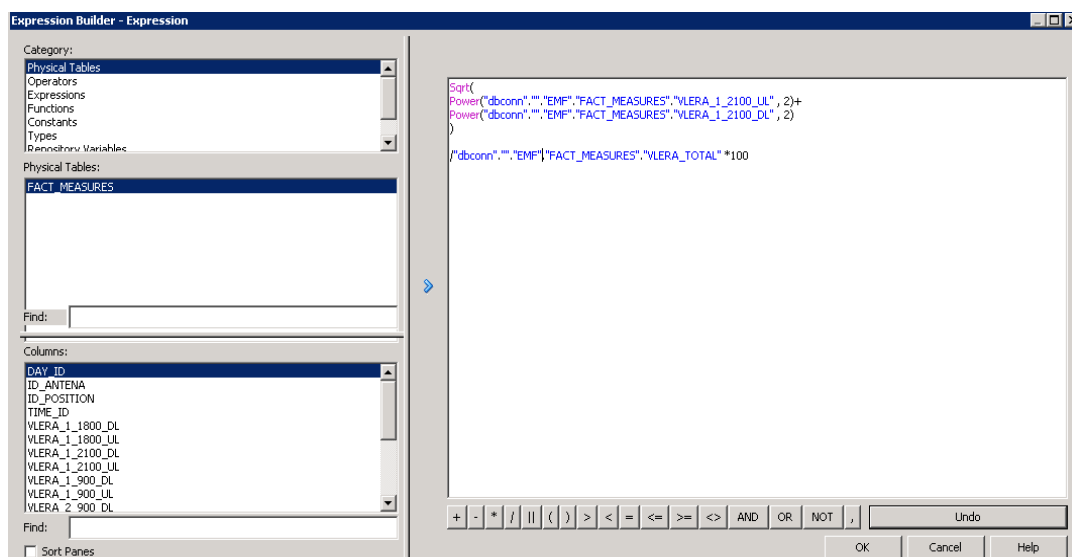 Expression Builder - Expression
Category:
Physical Tables
Operators
Expressions
Functions
Constants
Types
Repository Variables
Physical Tables:
FACT_MEASURES
Find:
Columns:
DAY_ID
ID_ANTENA
ID_POSITION
TIME_ID
VLERA_1_1800_DL
VLERA_1_1800_UL
VLERA_1_2100_DL
VLERA_1_2100_UL
VLERA_1_900_DL
VLERA_1_900_UL
VLERA_2_900_DL
Find:
Sort Panes
Sqrt(
Power("dbconn"."".​"EMF"."FACT_MEASURES"."VLERA_1_2100_UL" , 2)+
Power("dbconn"."".​"EMF"."FACT_MEASURES"."VLERA_1_2100_DL" , 2)
)
/"dbconn"."".​"EMF"."FACT_MEASURES"."VLERA_TOTAL" *100
+ - * / || ( ) > < = <= >= <> AND OR NOT , Undo
OK Cancel Help